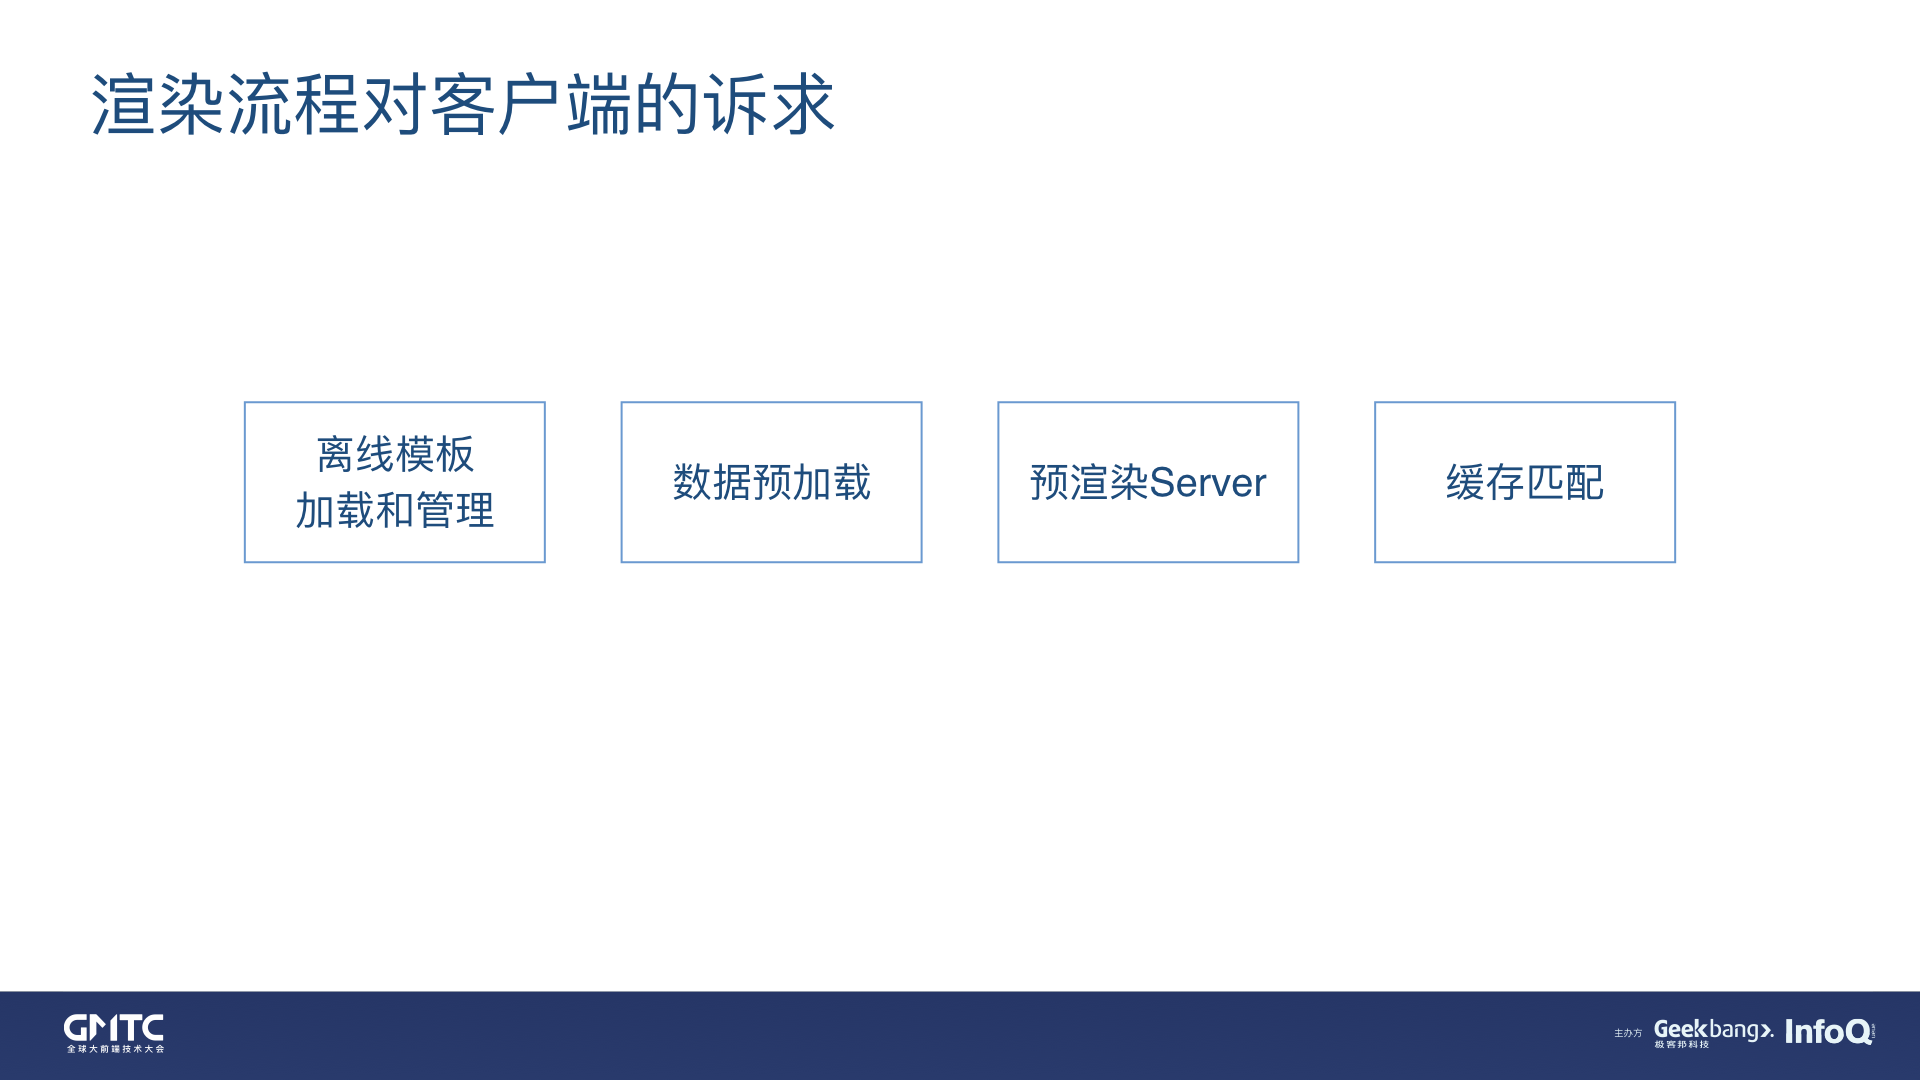 渲染流程对客户端的诉求
离线模板
加载和管理
数据预加载
预渲染Server
缓存匹配
GMTC
全球大前端技术大会
主办方
Geekbang>.
极客邦科技
InfoQ